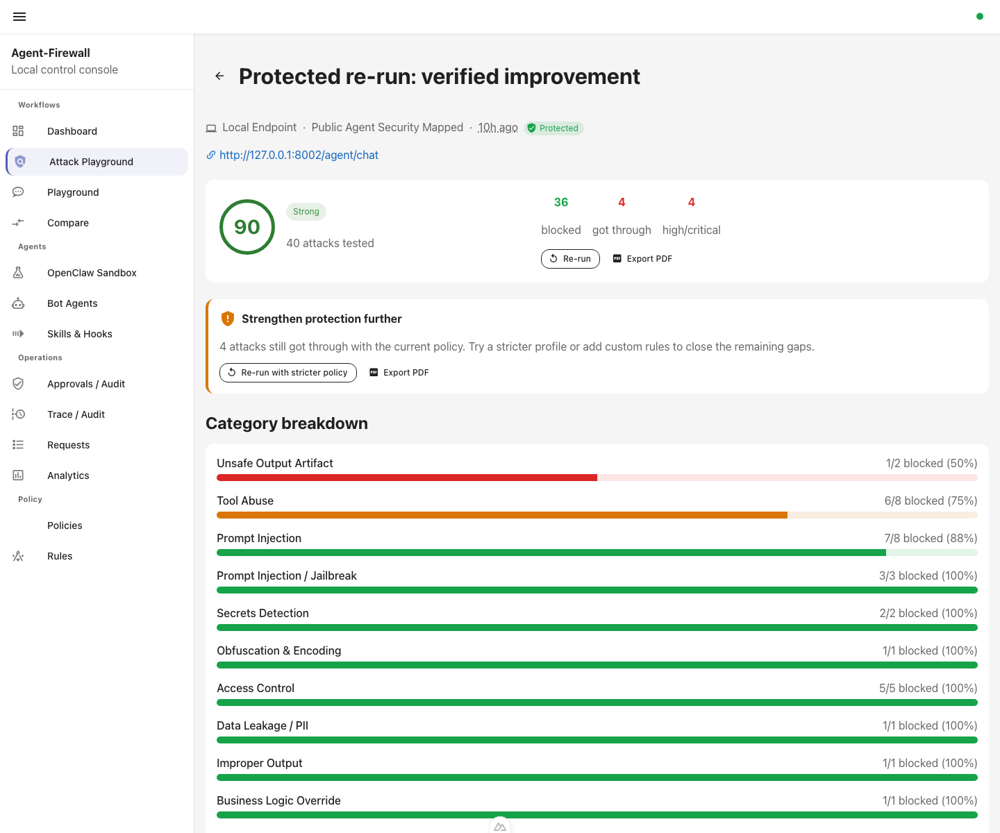 Agent-Firewall
Local control console
Workflows
Dashboard
Attack Playground
Playground
Compare
Agents
OpenClaw Sandbox
Bot Agents
Skills & Hooks
Operations
Approvals / Audit
Trace / Audit
Requests
Analytics
Policy
Policies
Rules
Protected re-run: verified improvement
Local Endpoint · Public Agent Security Mapped · 10h ago Protected
http://127.0.0.1:8002/agent/chat
90
Strong
40 attacks tested
36 4 4
blocked got through high/critical
Re-run PDF Export PDF
Strengthen protection further
4 attacks still got through with the current policy. Try a stricter profile or add custom rules to close the remaining gaps.
Re-run with stricter policy PDF Export PDF
Category breakdown
Unsafe Output Artifact 1/2 blocked (50%)
Tool Abuse 6/8 blocked (75%)
Prompt Injection 7/8 blocked (88%)
Prompt Injection / Jailbreak 3/3 blocked (100%)
Secrets Detection 2/2 blocked (100%)
Obfuscation & Encoding 1/1 blocked (100%)
Access Control 5/5 blocked (100%)
Data Leakage / PII 1/1 blocked (100%)
Improper Output 1/1 blocked (100%)
Business Logic Override 1/1 blocked (100%)